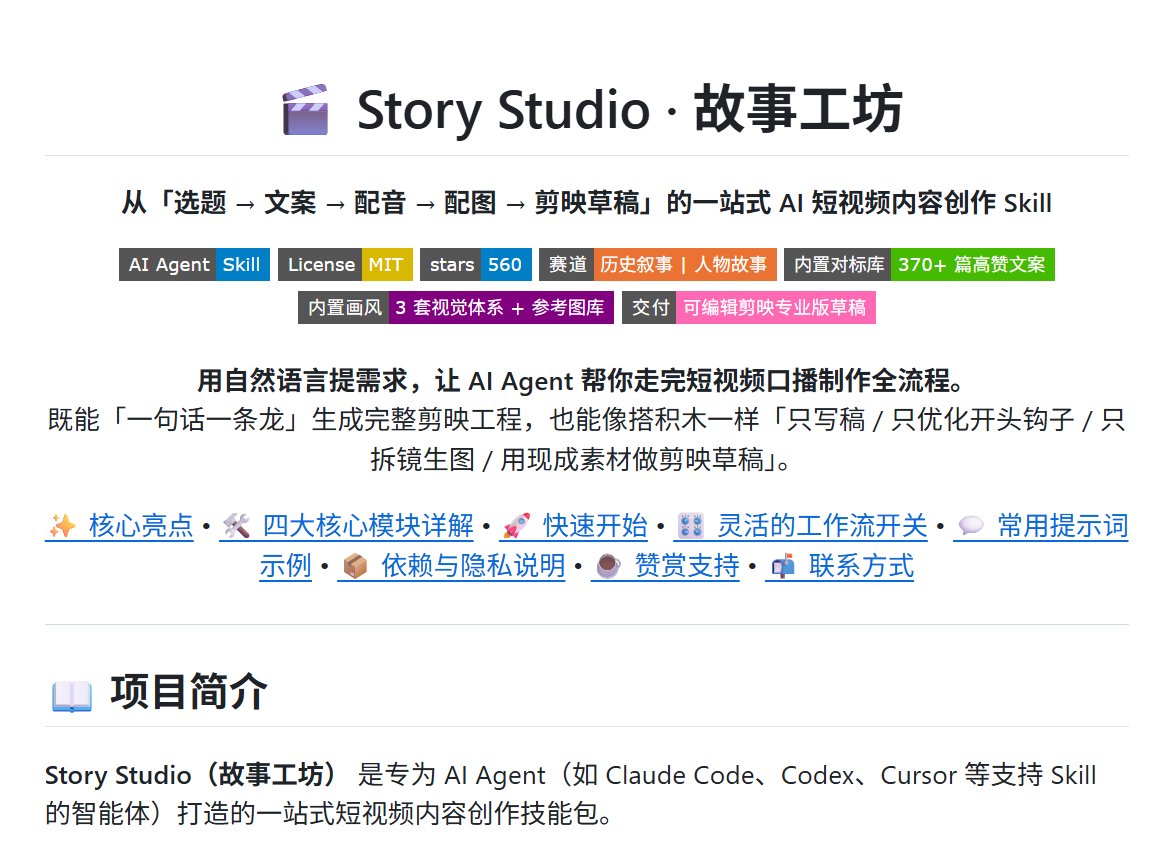 🎬 Story Studio · 故事工坊
从「选题 → 文案 → 配音 → 配图 → 剪映草稿」的一站式 AI 短视频内容创作 Skill
AI Agent Skill License MIT stars 560 赛道 历史叙事 | 人物故事 内置对标库 370+ 篇高赞文案
内置画风 3 套视觉体系 + 参考图库 交付 可编辑剪映专业版草稿
用自然语言提需求，让 AI Agent 帮你走完短视频口播制作全流程。
既能「一句话一条龙」生成完整剪映工程，也能像搭积木一样「只写稿 / 只优化开头钩子 / 只
拆镜生图 / 用现成素材做剪映草稿」。
✨ 核心亮点 • 🛠️ 四大核心模块详解 • 🚀 快速开始 • 🎛️ 灵活的工作流开关 • 💬 常用提示词
示例 • 📦 依赖与隐私说明 • ☕ 赞赏支持 • 📬 联系方式
📖 项目简介
Story Studio（故事工坊） 是专为 AI Agent（如 Claude Code、Codex、Cursor 等支持 Skill
的智能体）打造的一站式短视频内容创作技能包。